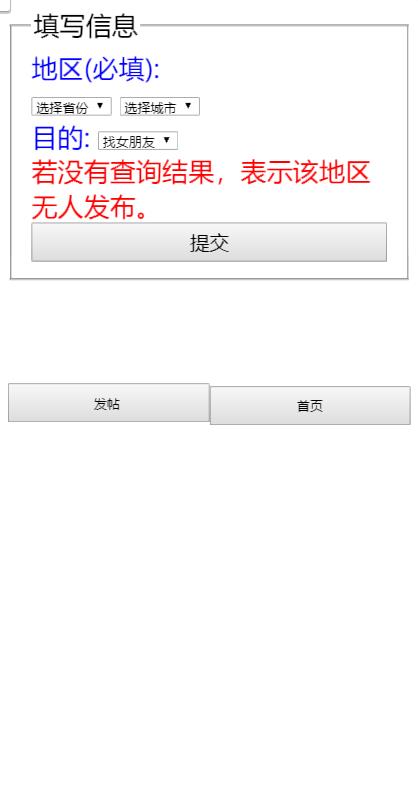 填写信息
地区(必填):
选择省份 选择城市
目的: 找女朋友
若没有查询结果，表示该地区
无人发布。
提交
发帖 首页